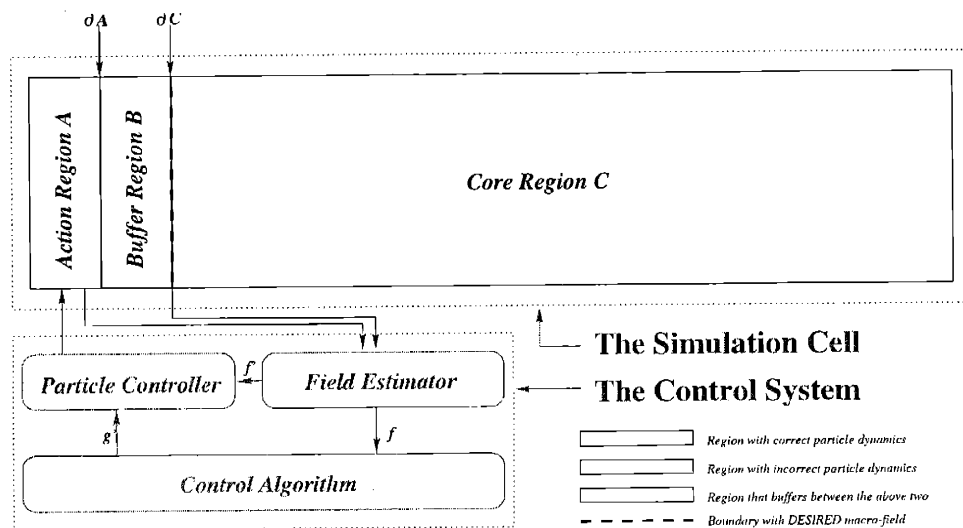 ∂A ∂C
Action Region A
Buffer Region B
Core Region C
The Simulation Cell
The Control System
Particle Controller
f
Field Estimator
g
f
Control Algorithm
Region with correct particle dynamics
Region with incorrect particle dynamics
Region that buffers between the above two
Boundary with DESIRED macro-field